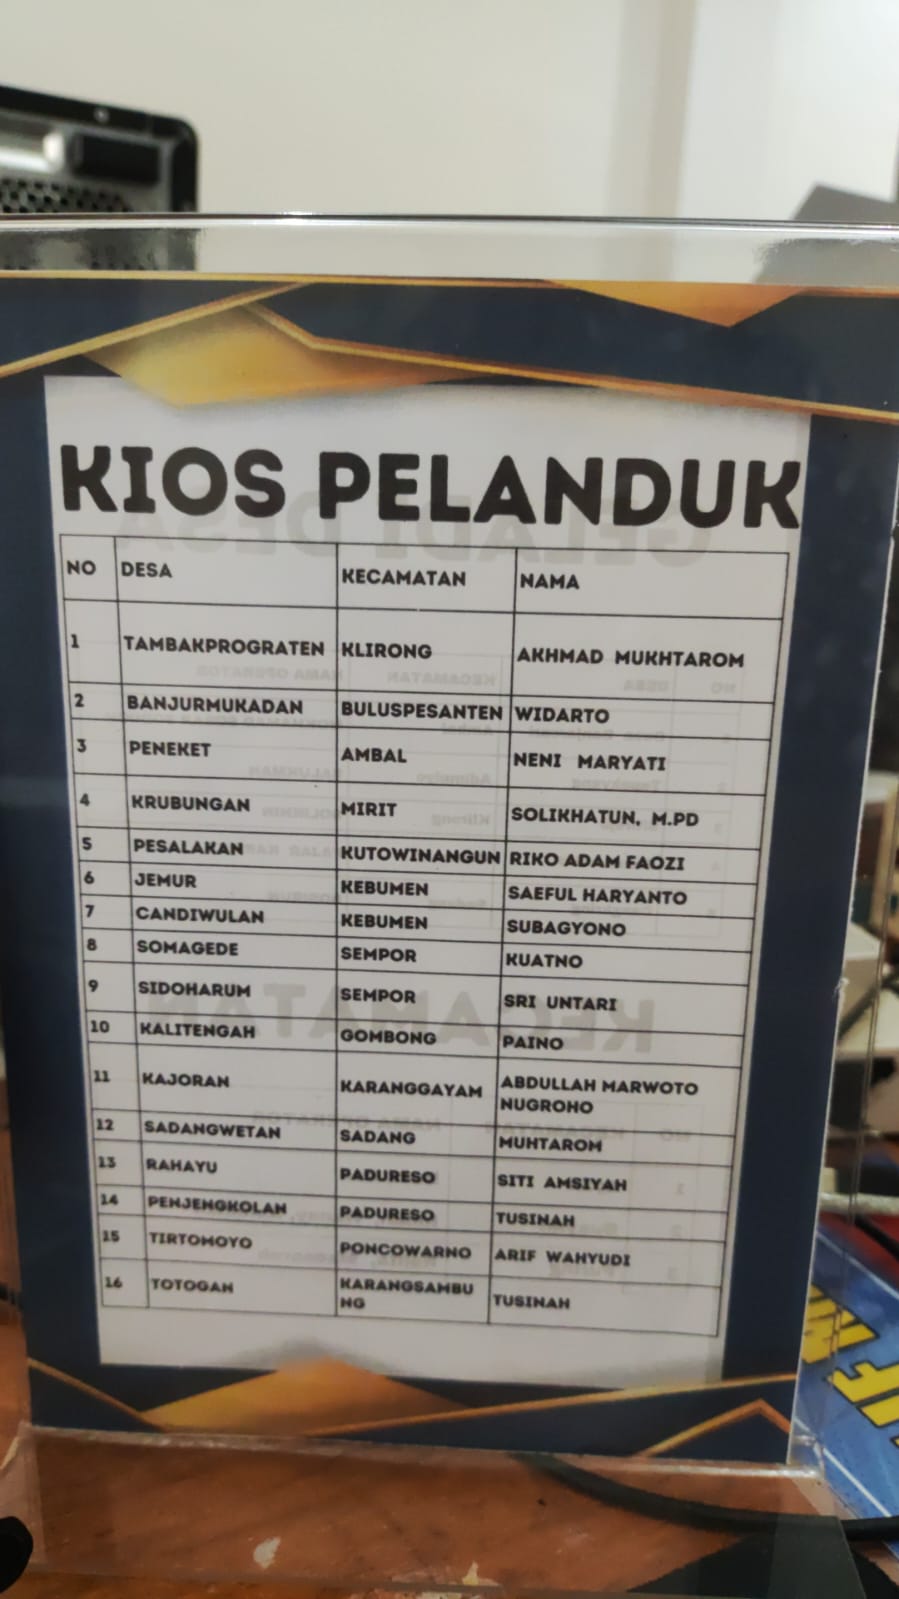 KIOS PELANDUK
NO DESA KECAMATAN NAMA
1 TAMBAKPROGRATEN KLIRONG AKHMAD MUKHTAROM
2 BANJURMUKADAN BULUSPESANTEN WIDARTO
3 PENEKET AMBAL NENI MARYATI
4 KRUBUNGAN MIRIT SOLIKHATUN, M.PD
5 PESALAKAN KUTOWINANGUN RIKO ADAM FAOZI
6 JEMUR KEBUMEN SAEFUL HARYANTO
7 CANDIWULAN KEBUMEN SUBAGYONO
8 SOMAGEDE SEMPOR KUATNO
9 SIDOHARUM SEMPOR SRI UNTARI
10 KALITENGAH GOMBONG PAINO
11 KAJORAN KARANGGAYAM ABDULLAH MARWOTO
NUGROHO
12 SADANGWETAN SADANG MUHTAROM
13 RAHAYU PADURESO SITI AMSIYAH
14 PENJENGKOLAN PADURESO TUSINAH
15 TIRTOMOYO PONCOWARNO ARIF WAHYUDI
16 TOTOGAN KARANGSAMBU TUSINAH
NG